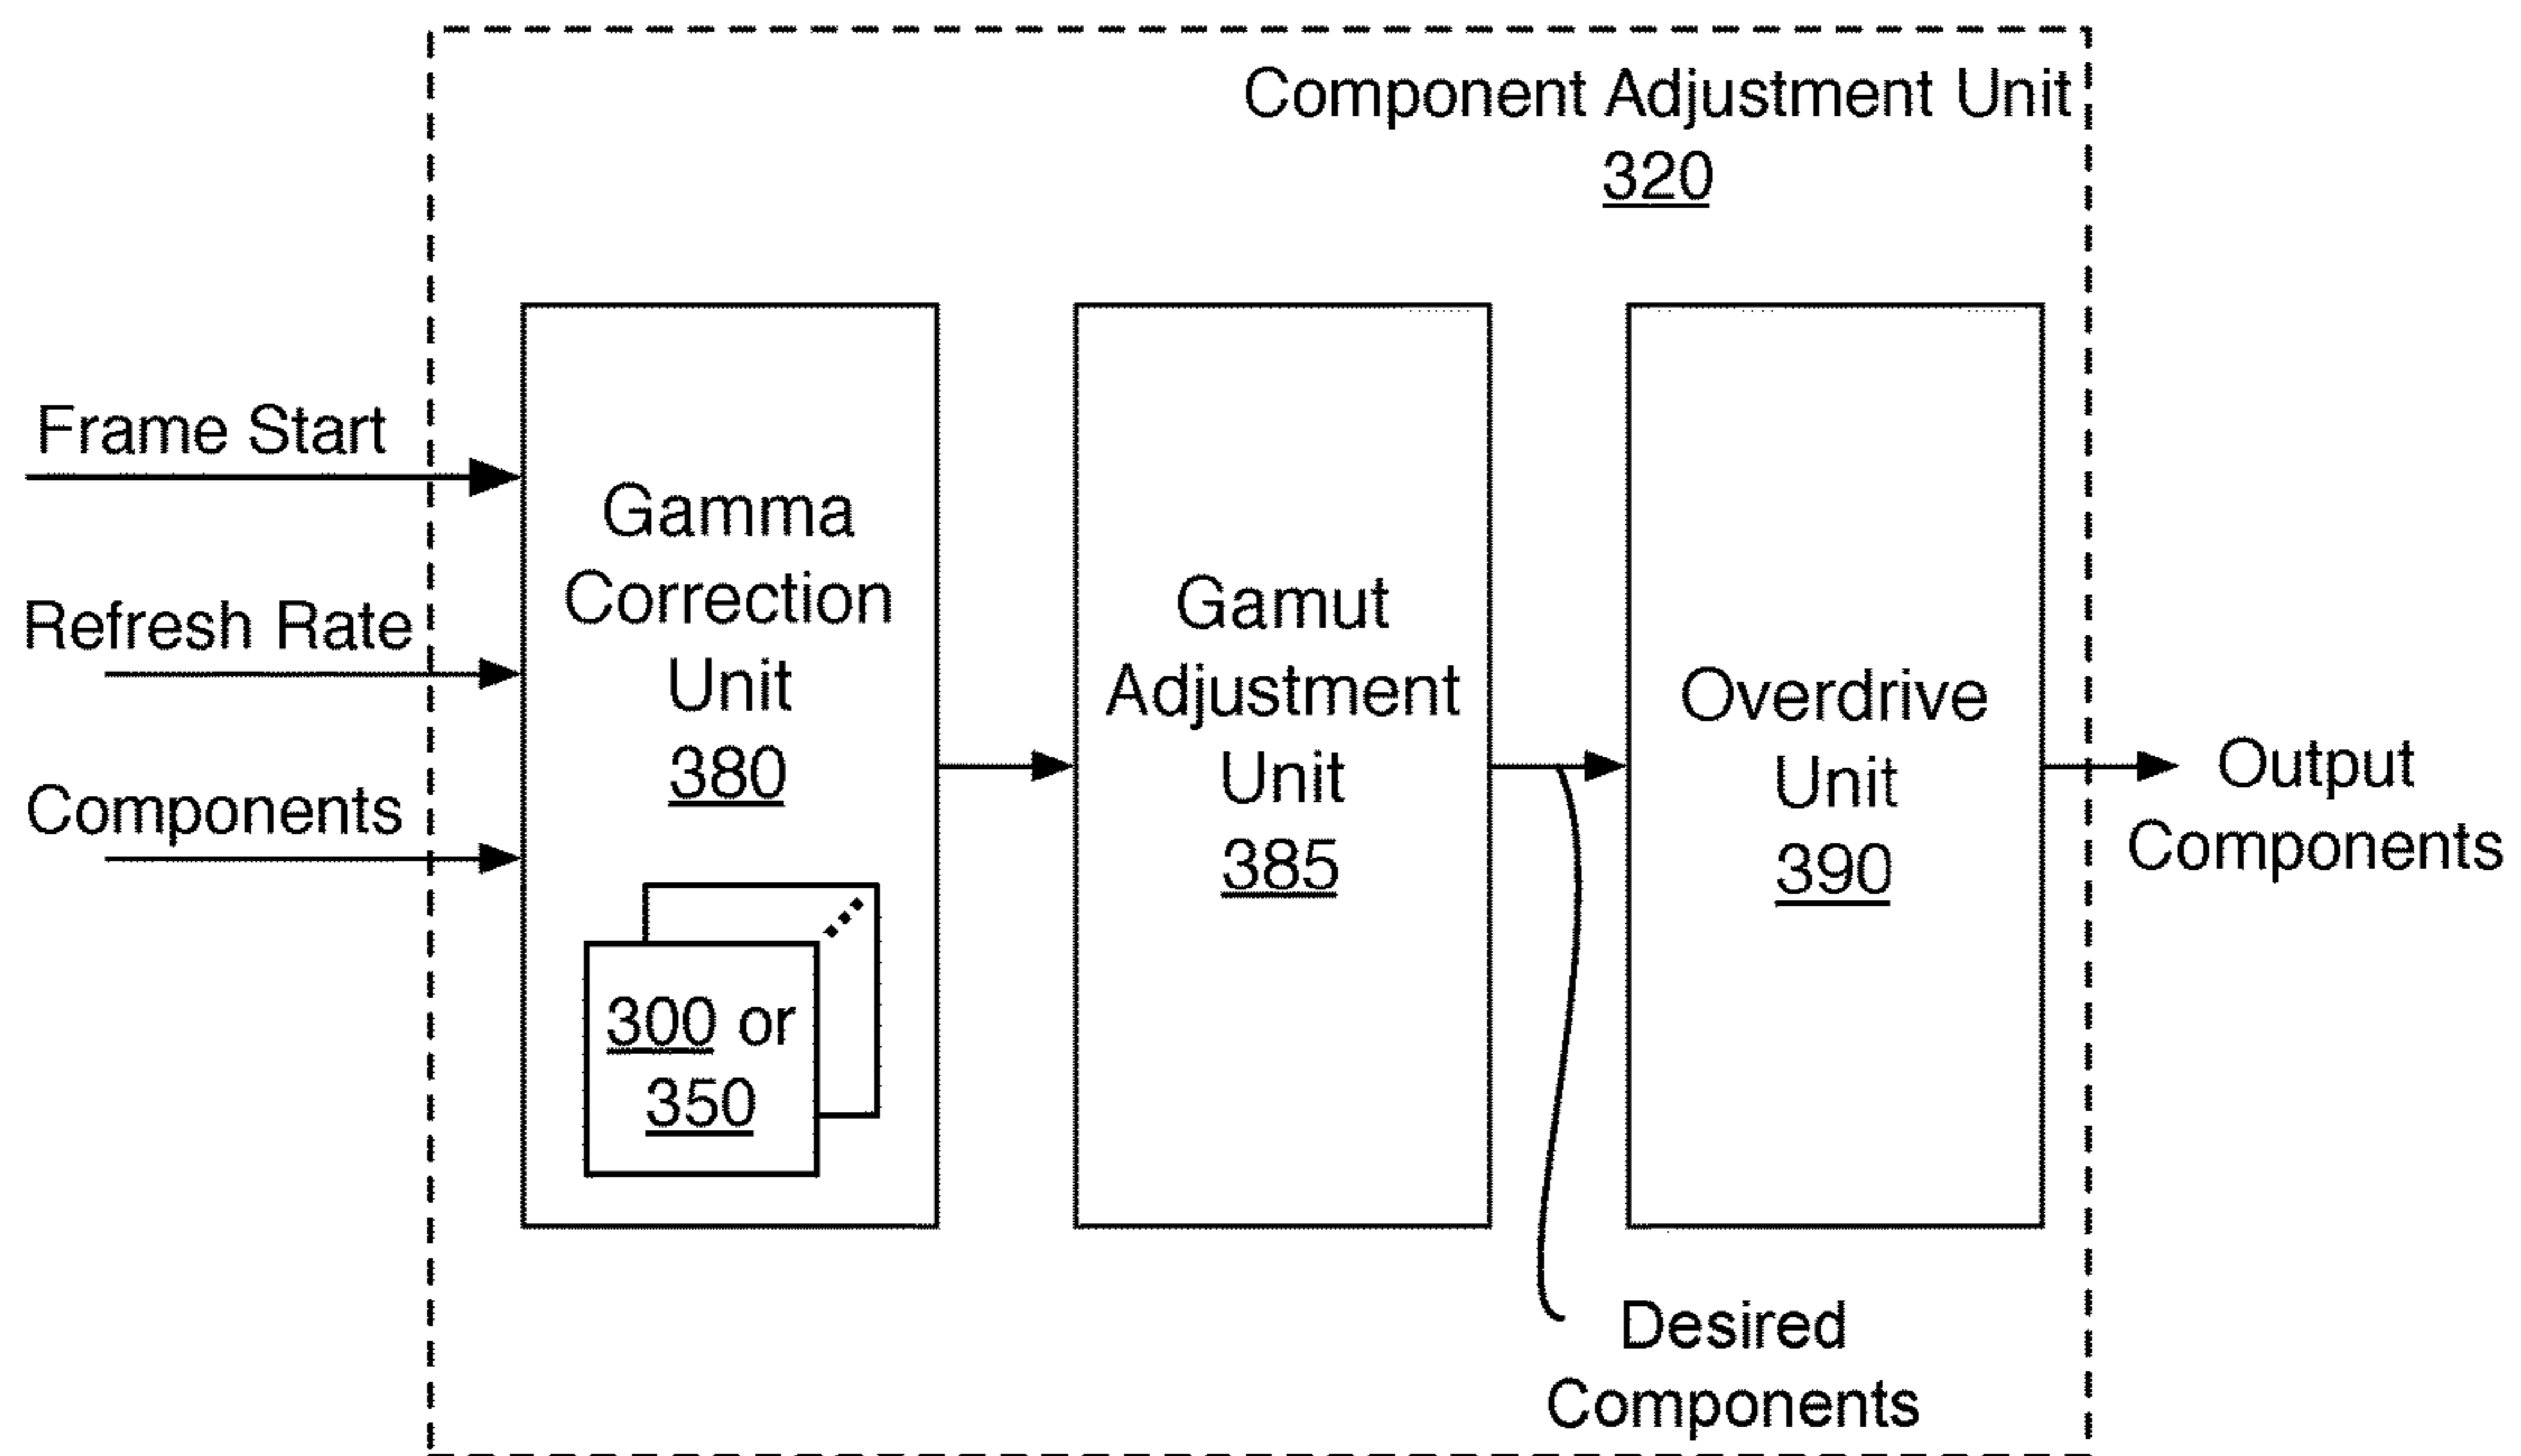 Component Adjustment Unit
320
Frame Start
Refresh Rate
Components
Gamma
Correction
Unit
380
300 or
350
Gamut
Adjustment
Unit
385
Overdrive
Unit
390
Desired
Components
Output
Components